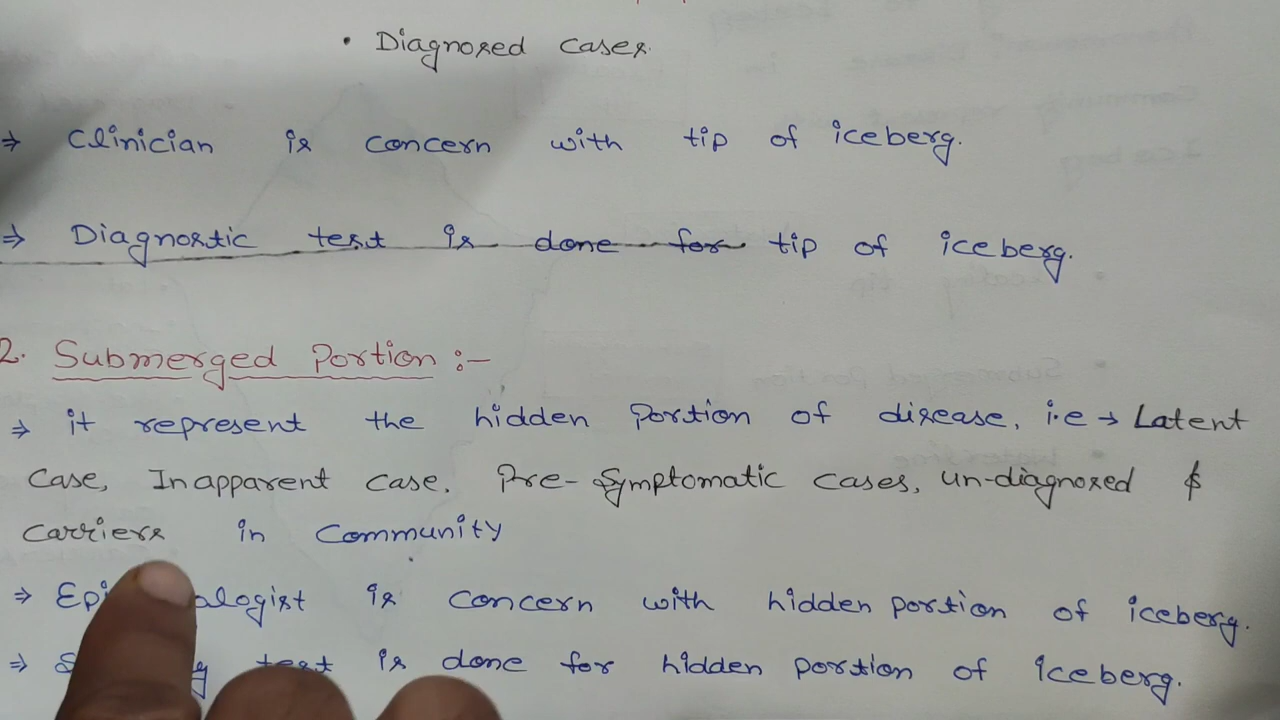 • Diagnosed cases.
⇒ Clinician is concern with tip of iceberg.
⇒ Diagnostic test is done for tip of iceberg.
2. Submerged Portion :-
⇒ it represent the hidden portion of disease, i.e → Latent
Case, Inapparent case, Pre-Symptomatic cases, un-diagnosed &
Carriers in Community
⇒ is concern with hidden portion of iceberg.
⇒ test is done for hidden portion of iceberg.